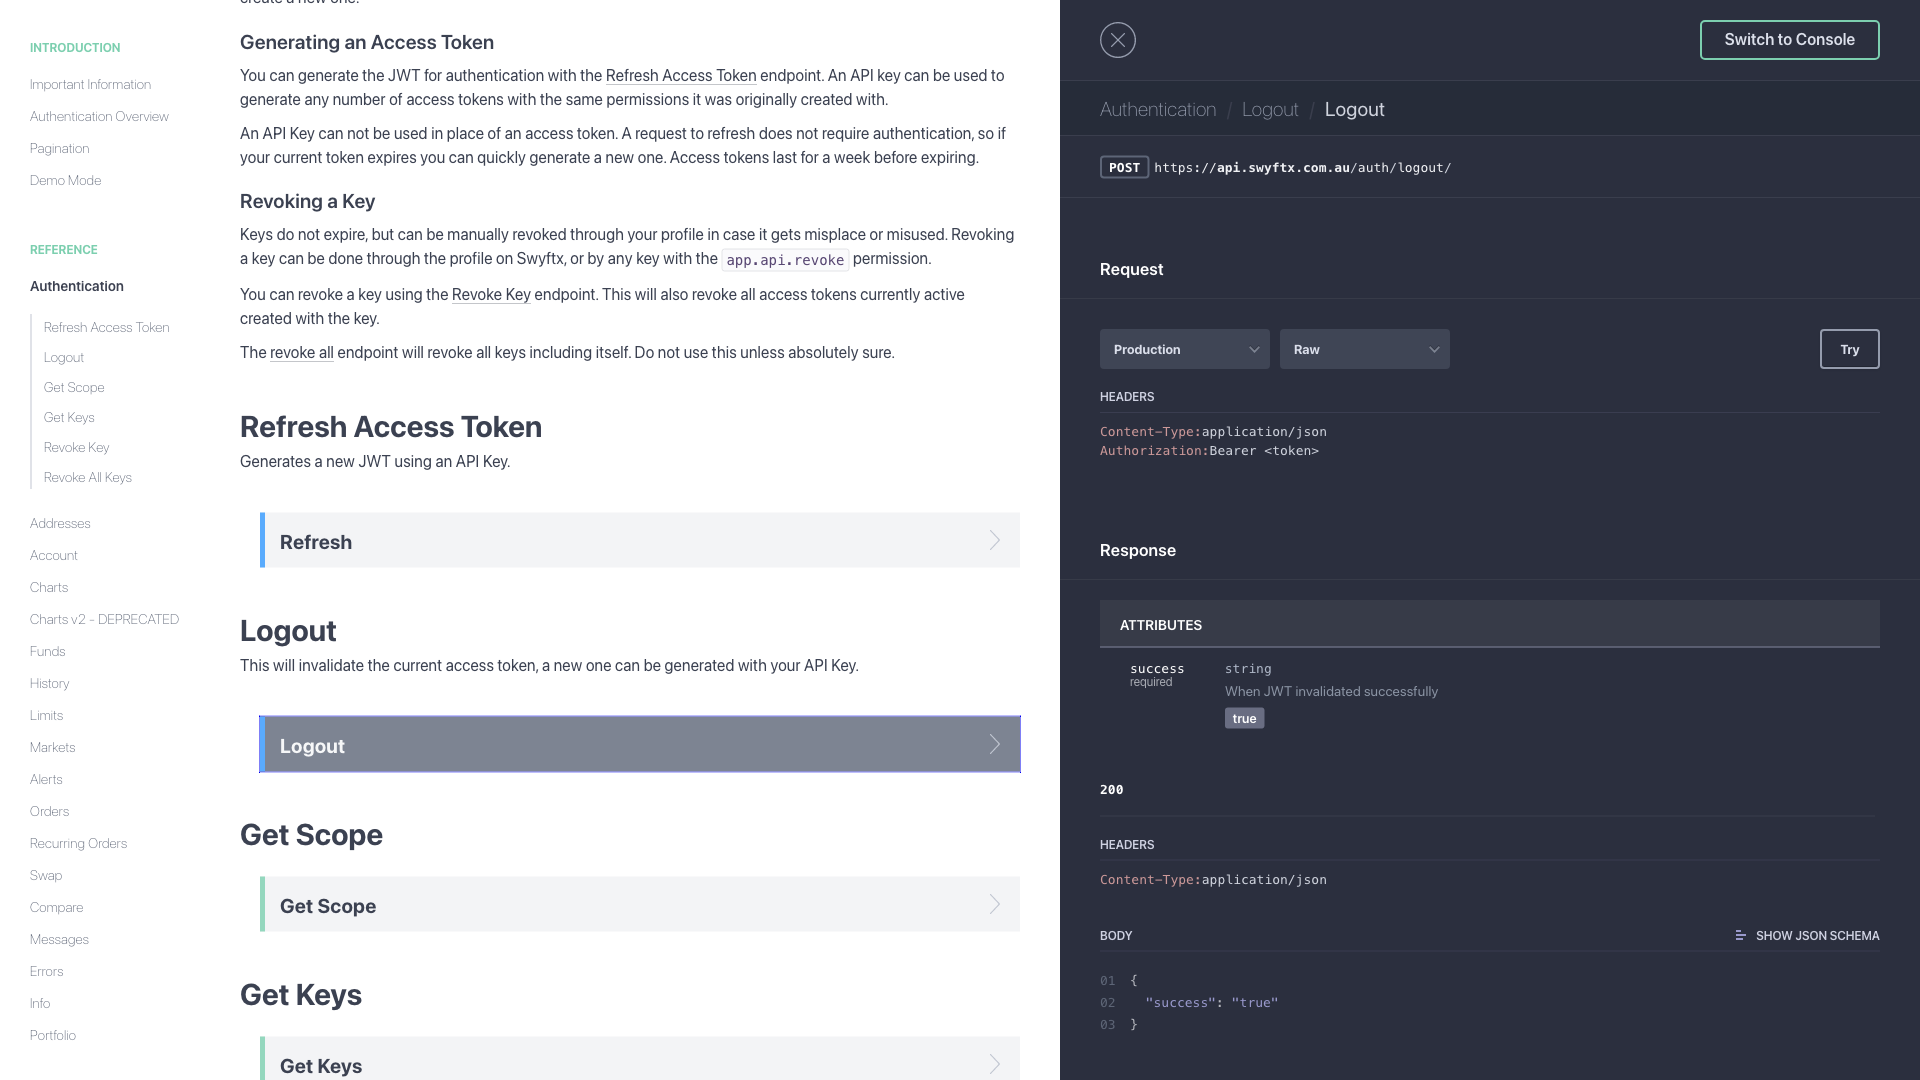 INTRODUCTION
Important Information
Authentication Overview
Pagination
Demo Mode
REFERENCE
Authentication
Refresh Access Token
Logout
Get Scope
Get Keys
Revoke Key
Revoke All Keys
Addresses
Account
Charts
Charts v2 - DEPRECATED
Funds
History
Limits
Markets
Alerts
Orders
Recurring Orders
Swap
Compare
Messages
Errors
Info
Portfolio
create a new one.
Generating an Access Token
You can generate the JWT for authentication with the Refresh Access Token endpoint. An API key can be used to
generate any number of access tokens with the same permissions it was originally created with.
An API Key can not be used in place of an access token. A request to refresh does not require authentication, so if
your current token expires you can quickly generate a new one. Access tokens last for a week before expiring.
Revoking a Key
Keys do not expire, but can be manually revoked through your profile in case it gets misplace or misused. Revoking
a key can be done through the profile on Swyftx, or by any key with the app.api.revoke permission.
You can revoke a key using the Revoke Key endpoint. This will also revoke all access tokens currently active
created with the key.
The revoke all endpoint will revoke all keys including itself. Do not use this unless absolutely sure.
Refresh Access Token
Generates a new JWT using an API Key.
Refresh
Logout
This will invalidate the current access token, a new one can be generated with your API Key.
Logout
Get Scope
Get Scope
Get Keys
Get Keys
Switch to Console
Authentication / Logout / Logout
POST https://api.swyftx.com.au/auth/logout/
Request
Production Raw Try
HEADERS
Content-Type:application/json
Authorization:Bearer <token>
Response
ATTRIBUTES
success string
required
When JWT invalidated successfully
true
200
HEADERS
Content-Type:application/json
BODY SHOW JSON SCHEMA
01 {
02 "success": "true"
03 }